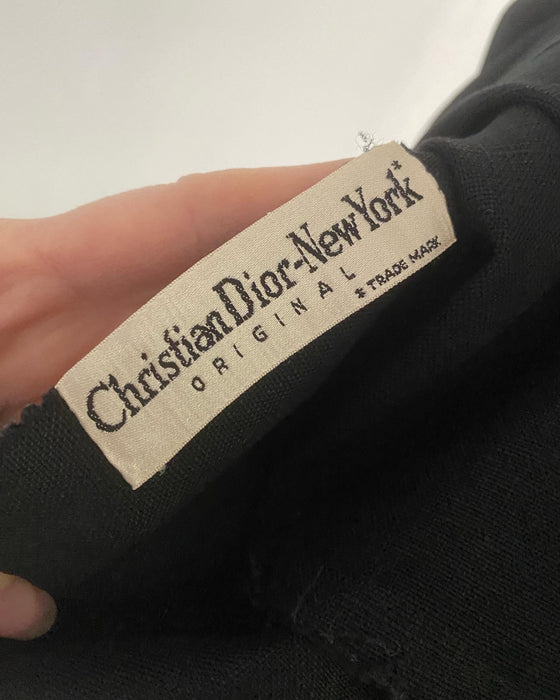 Christian Dior-New York*
ORIGINAL
* TRADE MARK